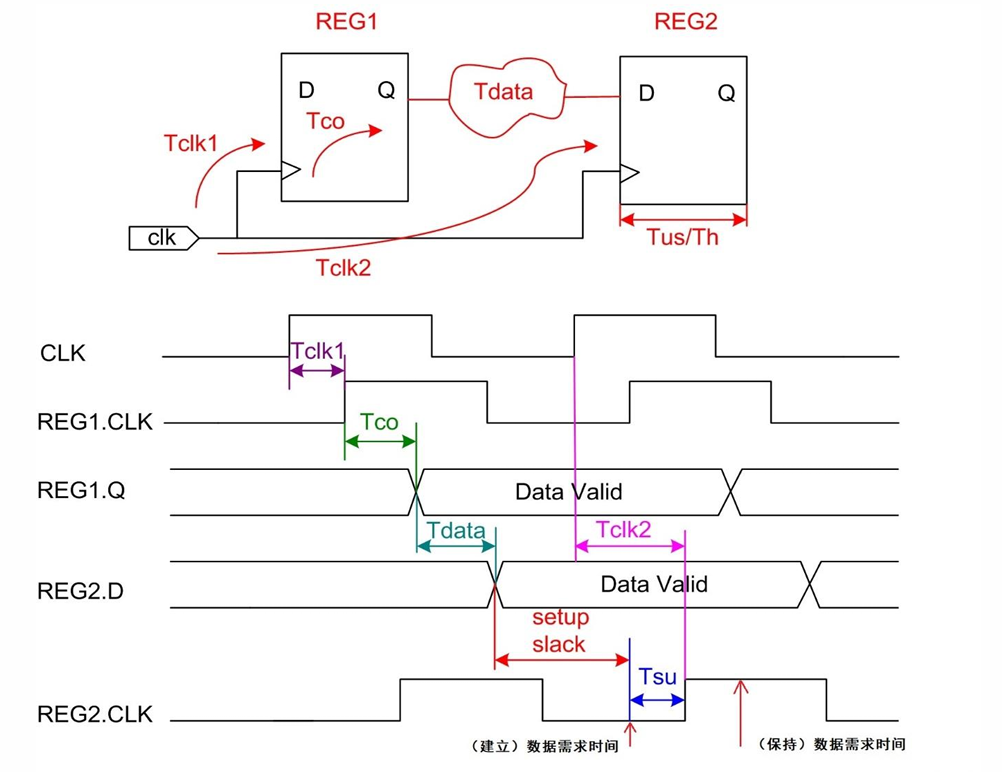 REG1
REG2
D
Q
Tdata
D
Q
Tco
Tclk1
clk
Tclk2
Tus/Th
CLK
Tclk1
REG1.CLK
Tco
REG1.Q
Data Valid
Tdata
Tclk2
REG2.D
Data Valid
setup
slack
Tsu
REG2.CLK
（建立）数据需求时间
（保持）数据需求时间